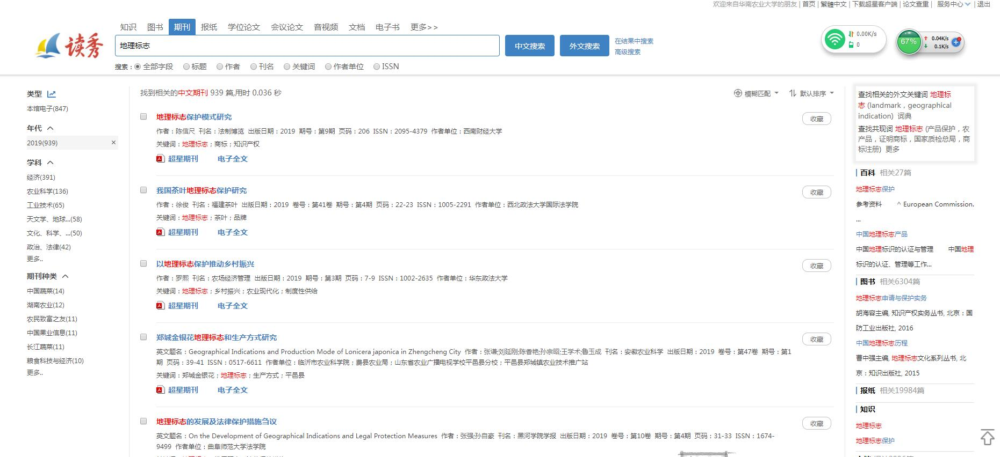 欢迎来自华南农业大学的朋友 | 首页 | 繁體中文 | 下载超星客户端 | 论文查重 | 服务中心 | 退出
知识 图书 期刊 报纸 学位论文 会议论文 音视频 文档 电子书 更多>>
读秀
地理标志
中文搜索
外文搜索
在结果中搜索
高级搜索
0.00K/s
0
67%
0.04K/s
0.1K/s
搜索：全部字段 标题 作者 刊名 关键词 作者单位 ISSN
类型
本馆电子(847)
年代
2019(939) ×
学科
经济(391)
农业科学(136)
工业技术(65)
天文学、地球...(58)
文化、科学、...(50)
政治、法律(42)
更多..
期刊种类
中国蔬菜(14)
湖南农业(12)
农民致富之友(11)
中国果业信息(11)
长江蔬菜(11)
粮食科技与经济(10)
更多..
找到相关的中文期刊 939 篇,用时 0.036 秒
模糊匹配
默认排序
地理标志保护模式研究
收藏
作者：陈信尺 刊名：法制博览 出版日期：2019 期号：第9期 页码：206 ISSN：2095-4379 作者单位：西南财经大学
关键词：地理标志；商标；知识产权
超星期刊 电子全文
我国茶叶地理标志保护研究
收藏
作者：徐俊 刊名：福建茶叶 出版日期：2019 卷号：第41卷 期号：第4期 页码：22-23 ISSN：1005-2291 作者单位：西北政法大学国际法学院
关键词：地理标志；茶叶；品牌
超星期刊 电子全文
以地理标志保护推动乡村振兴
收藏
作者：罗熙 刊名：农场经济管理 出版日期：2019 期号：第3期 页码：7-9 ISSN：1002-2635 作者单位：华东政法大学
关键词：地理标志；乡村振兴；农业现代化；制度性供给
超星期刊 电子全文
郑城金银花地理标志和生产方式研究
收藏
英文题名：Geographical Indications and Production Mode of Lonicera japonica in Zhengcheng City 作者：张谦;刘延刚;陈香艳;孙宗昭;王学术;鲁玉成 刊名：安徽农业科学 出版日期：2019 卷号：第47卷 期号：第1
期 页码：39-41 ISSN：0517-6611 作者单位：临沂市农业科学院；费县农业局；山东省农业广播电视学校平邑县分校；平邑县郑城镇农业技术推广站
关键词：郑城金银花；地理标志；生产方式；平邑县
超星期刊 电子全文
地理标志的发展及法律保护措施刍议
收藏
英文题名：On the Development of Geographical Indications and Legal Protection Measures 作者：张强;孙自豪 刊名：黑河学院学报 出版日期：2019 卷号：第10卷 期号：第4期 页码：31-33 ISSN：1674-
9499 作者单位：曲阜师范大学法学院
查找相关的外文关键词 地理标
志 (landmark，geographical
indication) 词典
查找共现词 地理标志 (产品保护，农
产品，证明商标，国家质检总局，商
标注册) 更多
百科 相关27篇
地理标志保护
参考资料 ^ European Commission.
...
中国地理标志产品
中国地理标识的认证与管理 中国地理
标识的认证、管理等工作...
图书 相关6304篇
地理标志申请与保护实务
胡海容主编, 知识产权实务丛书, 北京：国
防工业出版社, 2016
中国地理标志历程
曹中强主编, 地理标志文化系列丛书, 北
京：知识出版社, 2015
报纸 相关19984篇
知识
地理标志
地理标志保护